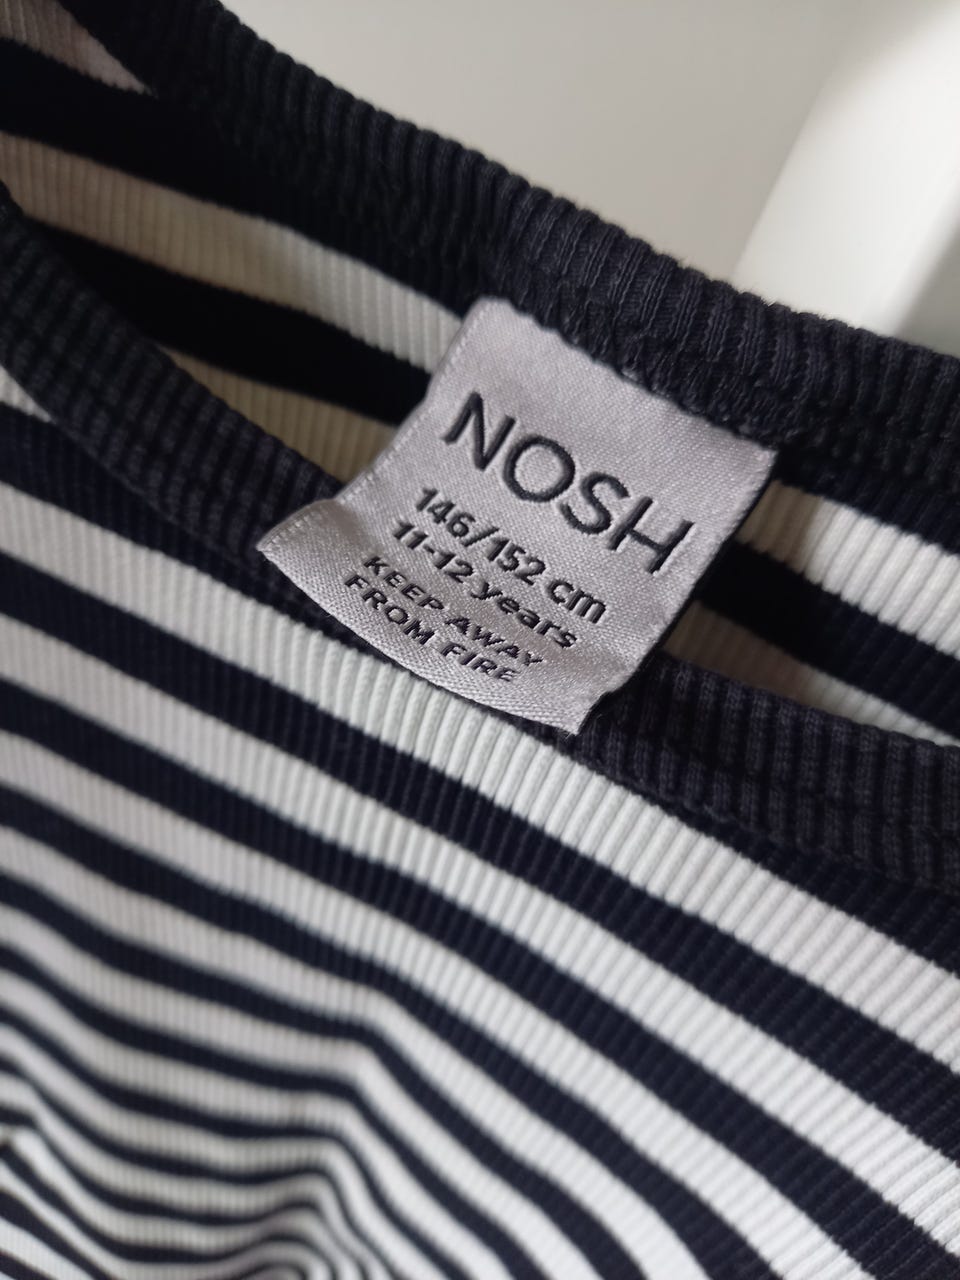 NOSH
146/152 cm
11-12 years
KEEP AWAY
FROM FIRE